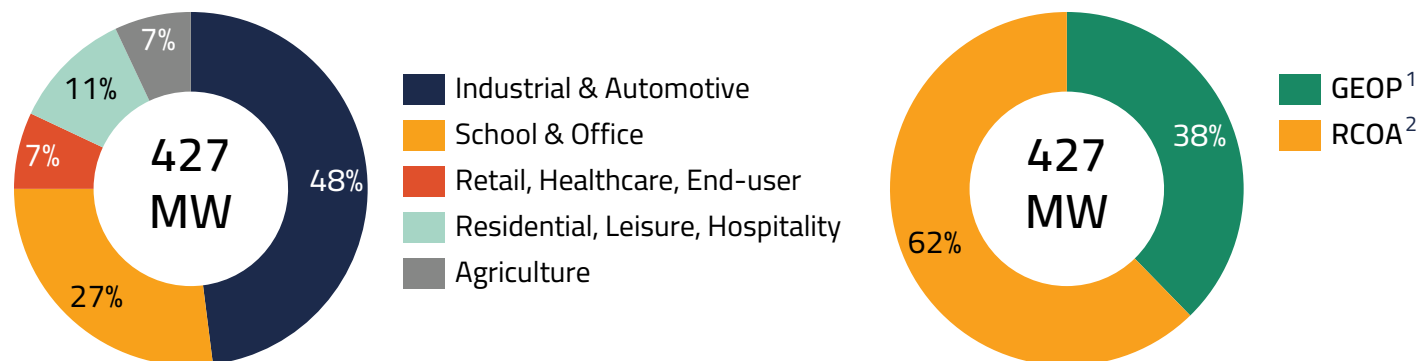 7%
11%
7%
27%
48%
427
MW
Industrial & Automotive
School & Office
Retail, Healthcare, End-user
Residential, Leisure, Hospitality
Agriculture
38%
62%
427
MW
GEOP1
RCOA2